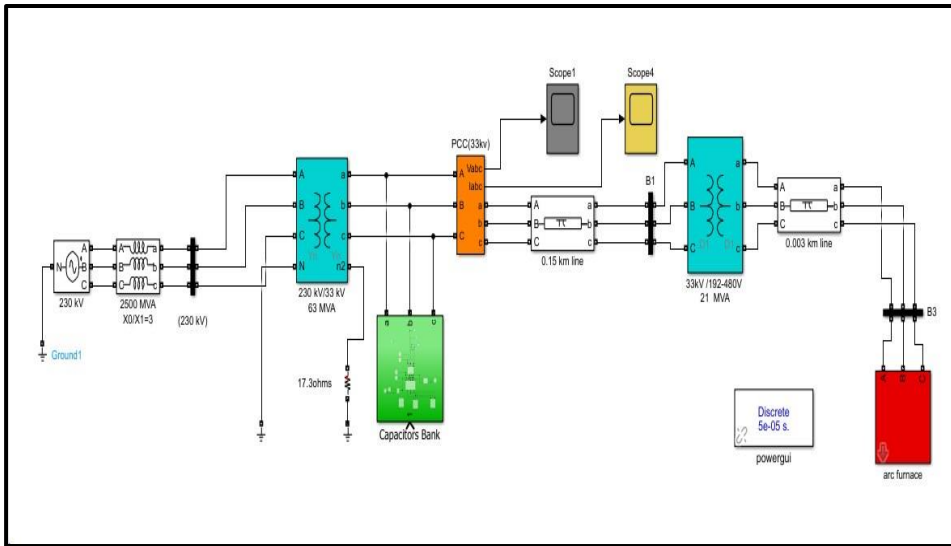 Scope1
Scope4
PCC(33kv)
Vabc
Iabc
A
B
C
a
b
c
B1
A
B
C
a
b
c
A
B
C
N
a
b
c
n2
A
B
C
a
b
c
A
B
C
a
b
c
0.15 km line
0.003 km line
N
A
B
C
230 kV
A
B
C
a
b
c
2500 MVA
X0/X1=3
(230 kV)
230 kV/33 kV
63 MVA
33kV /192-480V
21 MVA
B3
Ground1
17.3ohms
a
b
c
Capacitors Bank
Discrete
5e-05 s.
powergui
A
B
C
arc furnace